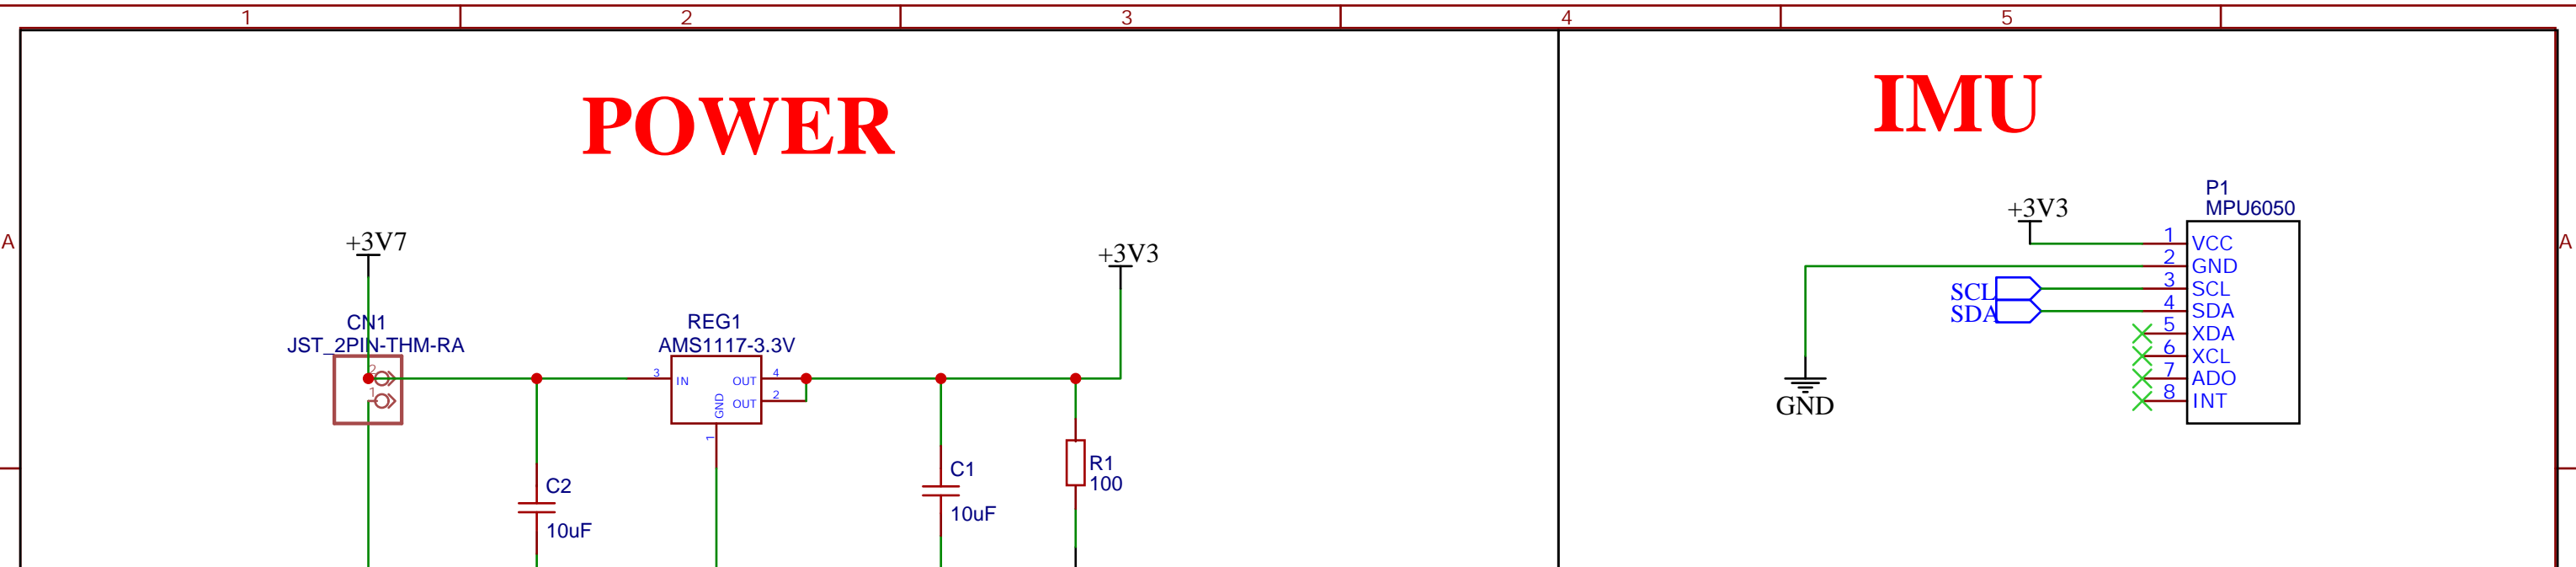 1 2 3 4 5
POWER
IMU
A
A
+3V7
+3V3
CN1
JST_2PIN-THM-RA
2
1
REG1
AMS1117-3.3V
3 IN
OUT 4
OUT 2
GND
1
C2
10uF
C1
10uF
R1
100
P1
MPU6050
+3V3
1 VCC
2 GND
SCL 3 SCL
SDA 4 SDA
5 XDA
6 XCL
7 ADO
8 INT
GND